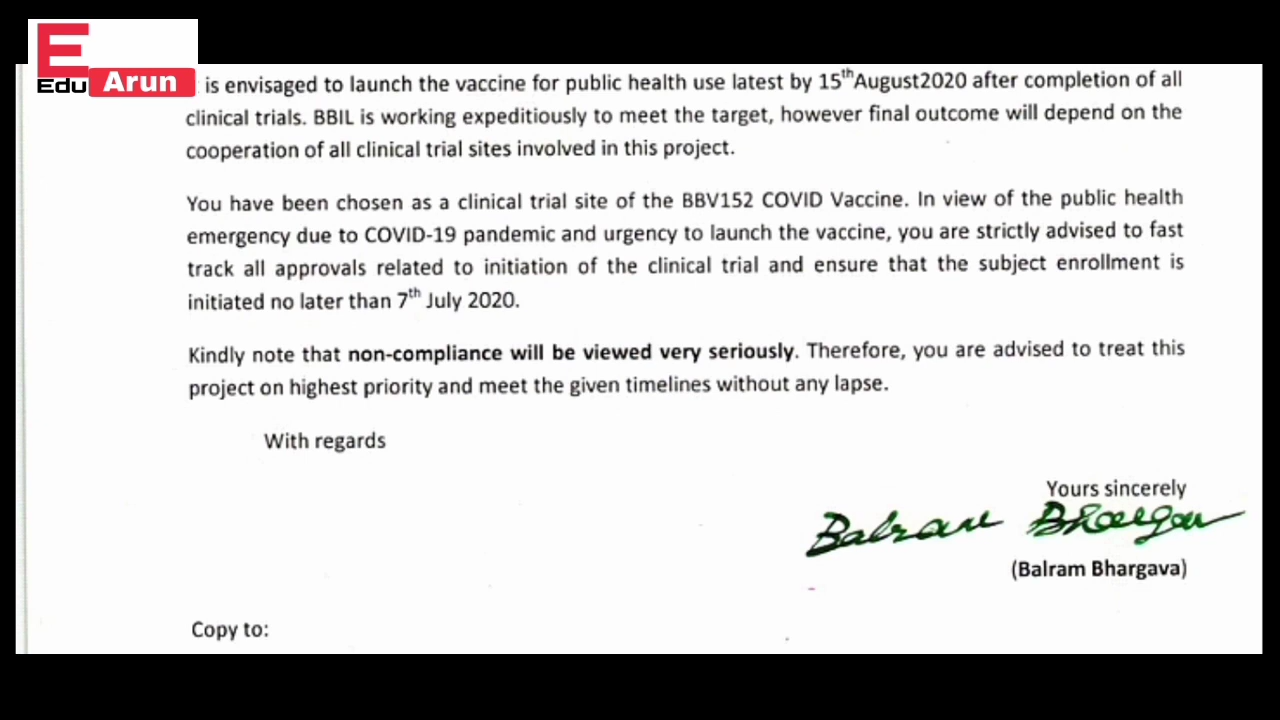 E
Edu Arun
is envisaged to launch the vaccine for public health use latest by 15th August2020 after completion of all
clinical trials. BBIL is working expeditiously to meet the target, however final outcome will depend on the
cooperation of all clinical trial sites involved in this project.
You have been chosen as a clinical trial site of the BBV152 COVID Vaccine. In view of the public health
emergency due to COVID-19 pandemic and urgency to launch the vaccine, you are strictly advised to fast
track all approvals related to initiation of the clinical trial and ensure that the subject enrollment is
initiated no later than 7th July 2020.
Kindly note that non-compliance will be viewed very seriously. Therefore, you are advised to treat this
project on highest priority and meet the given timelines without any lapse.
With regards
Yours sincerely
Balram Bhargava
(Balram Bhargava)
Copy to: